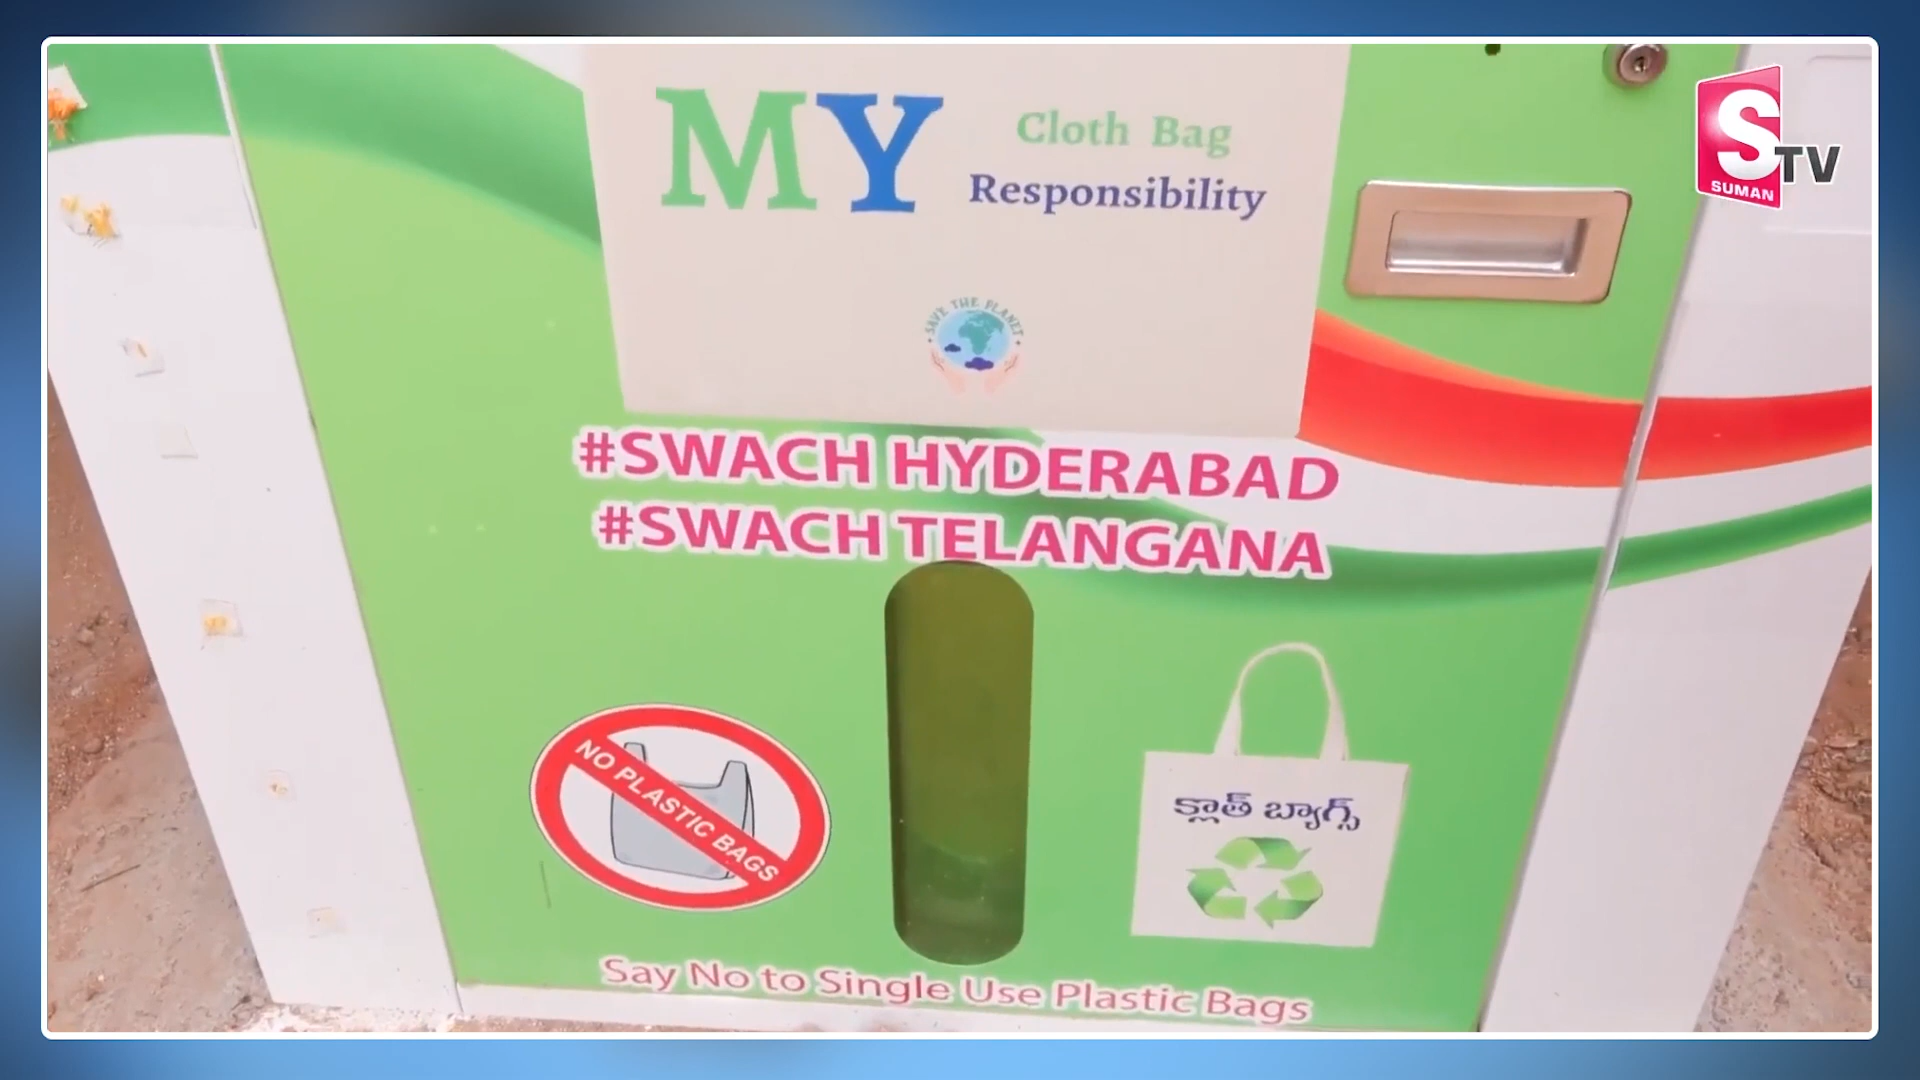 MY Cloth Bag
Responsibility
SAVE THE PLANET
#SWACH HYDERABAD
#SWACH TELANGANA
NO PLASTIC BAGS
క్లాత్ బ్యాగ్స్
Say No to Single Use Plastic Bags
S TV
SUMAN